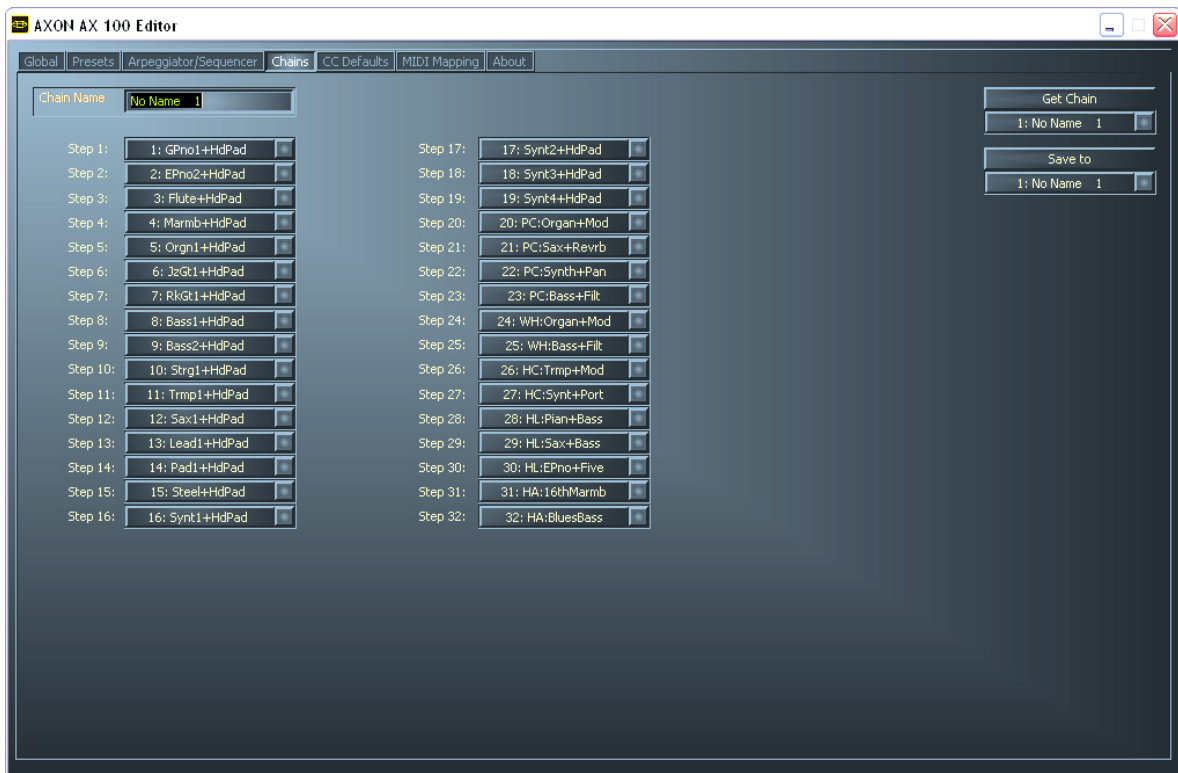 AXON AX 100 Editor
Global Presets Arpeggiator/Sequencer Chains CC Defaults MIDI Mapping About
Chain Name No Name 1
Get Chain
1: No Name 1
Save to
1: No Name 1
Step 1: 1: GPno1+HdPad
Step 2: 2: EPno2+HdPad
Step 3: 3: Flute+HdPad
Step 4: 4: Marmb+HdPad
Step 5: 5: Orgn1+HdPad
Step 6: 6: JzGt1+HdPad
Step 7: 7: RkGt1+HdPad
Step 8: 8: Bass1+HdPad
Step 9: 9: Bass2+HdPad
Step 10: 10: Strg1+HdPad
Step 11: 11: Trmp1+HdPad
Step 12: 12: Sax1+HdPad
Step 13: 13: Lead1+HdPad
Step 14: 14: Pad1+HdPad
Step 15: 15: Steel+HdPad
Step 16: 16: Synt1+HdPad
Step 17: 17: Synt2+HdPad
Step 18: 18: Synt3+HdPad
Step 19: 19: Synt4+HdPad
Step 20: 20: PC:Organ+Mod
Step 21: 21: PC:Sax+Revrb
Step 22: 22: PC:Synth+Pan
Step 23: 23: PC:Bass+Filt
Step 24: 24: WH:Organ+Mod
Step 25: 25: WH:Bass+Filt
Step 26: 26: HC:Trmp+Mod
Step 27: 27: HC:Synt+Port
Step 28: 28: HL:Pian+Bass
Step 29: 29: HL:Sax+Bass
Step 30: 30: HL:EPno+Five
Step 31: 31: HA:16thMarmb
Step 32: 32: HA:BluesBass